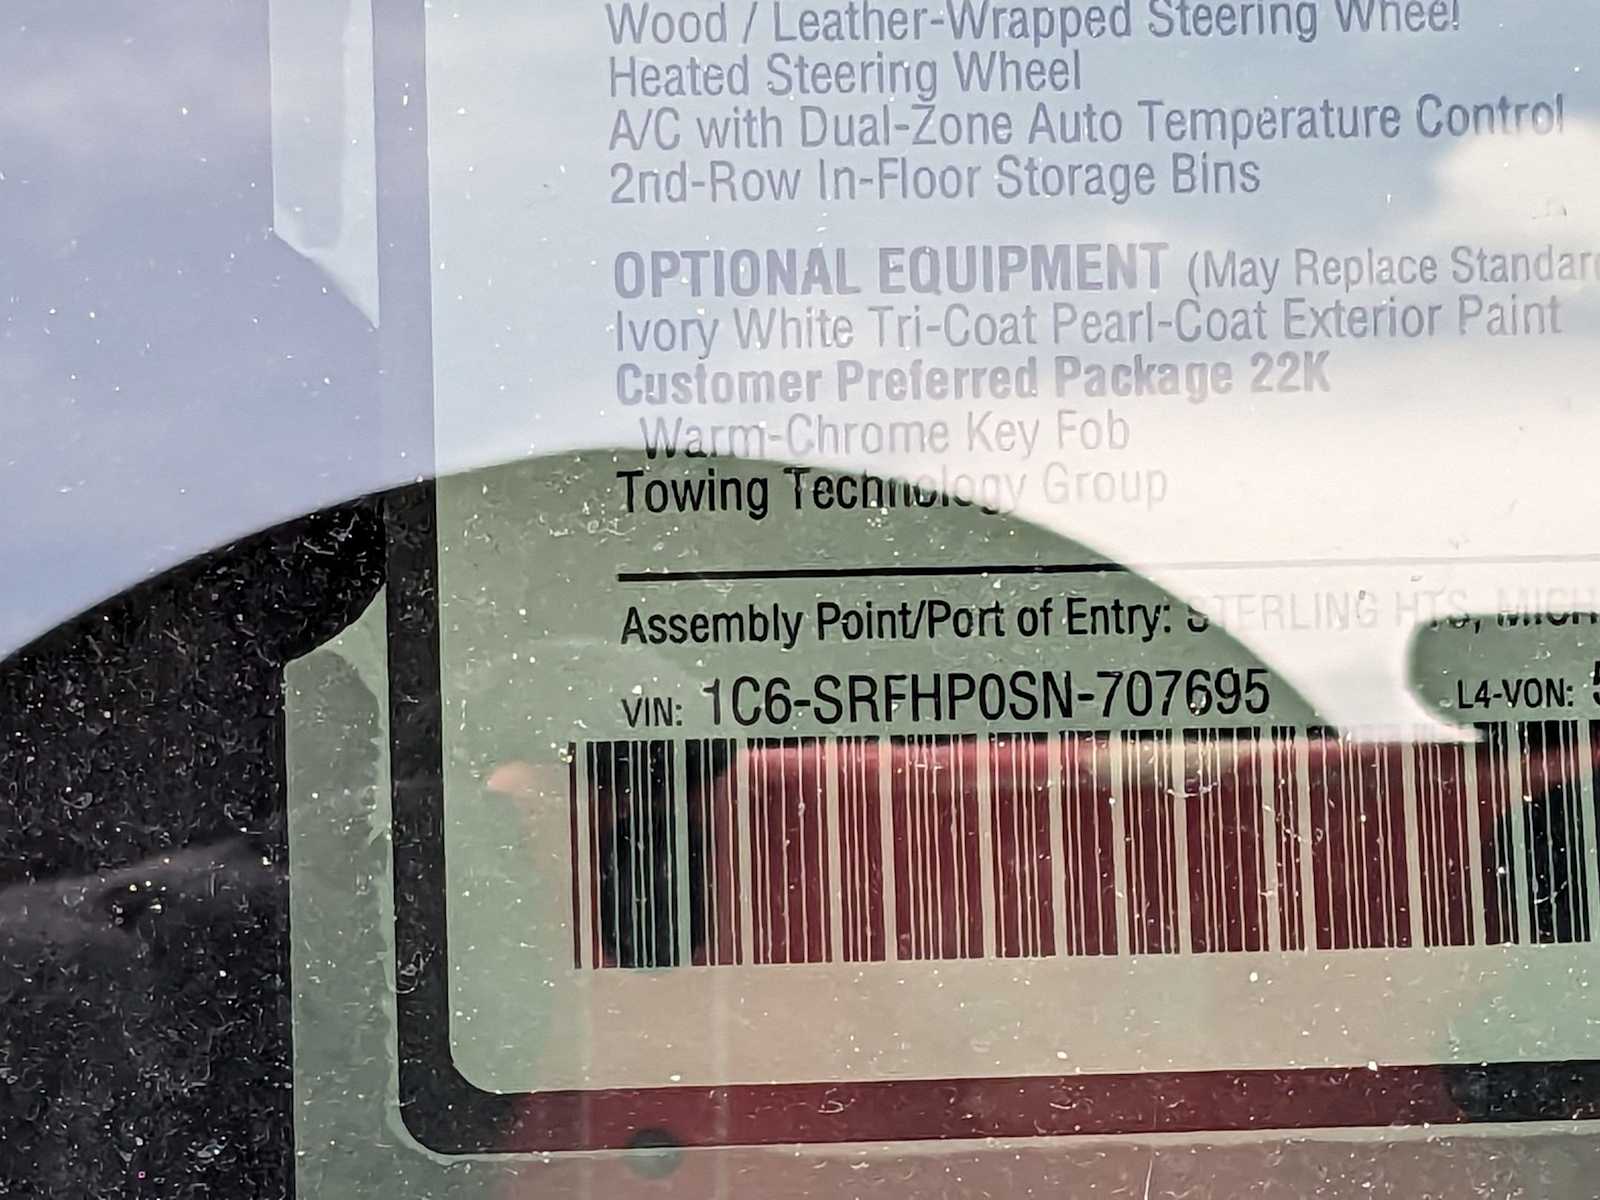 Wood / Leather-Wrapped Steering Wheel
Heated Steering Wheel
A/C with Dual-Zone Auto Temperature Control
2nd-Row In-Floor Storage Bins
OPTIONAL EQUIPMENT (May Replace
Ivory White Tri-Coat Pearl-Coat Exterior Paint
Customer Preferred Package 22K
Warm-Chrome Key Fob
Towing Technology Group
Assembly Point/Port of Entry: STERLING HTS,
VIN: 1C6-SRFHP0SN-707695
L4-VON: